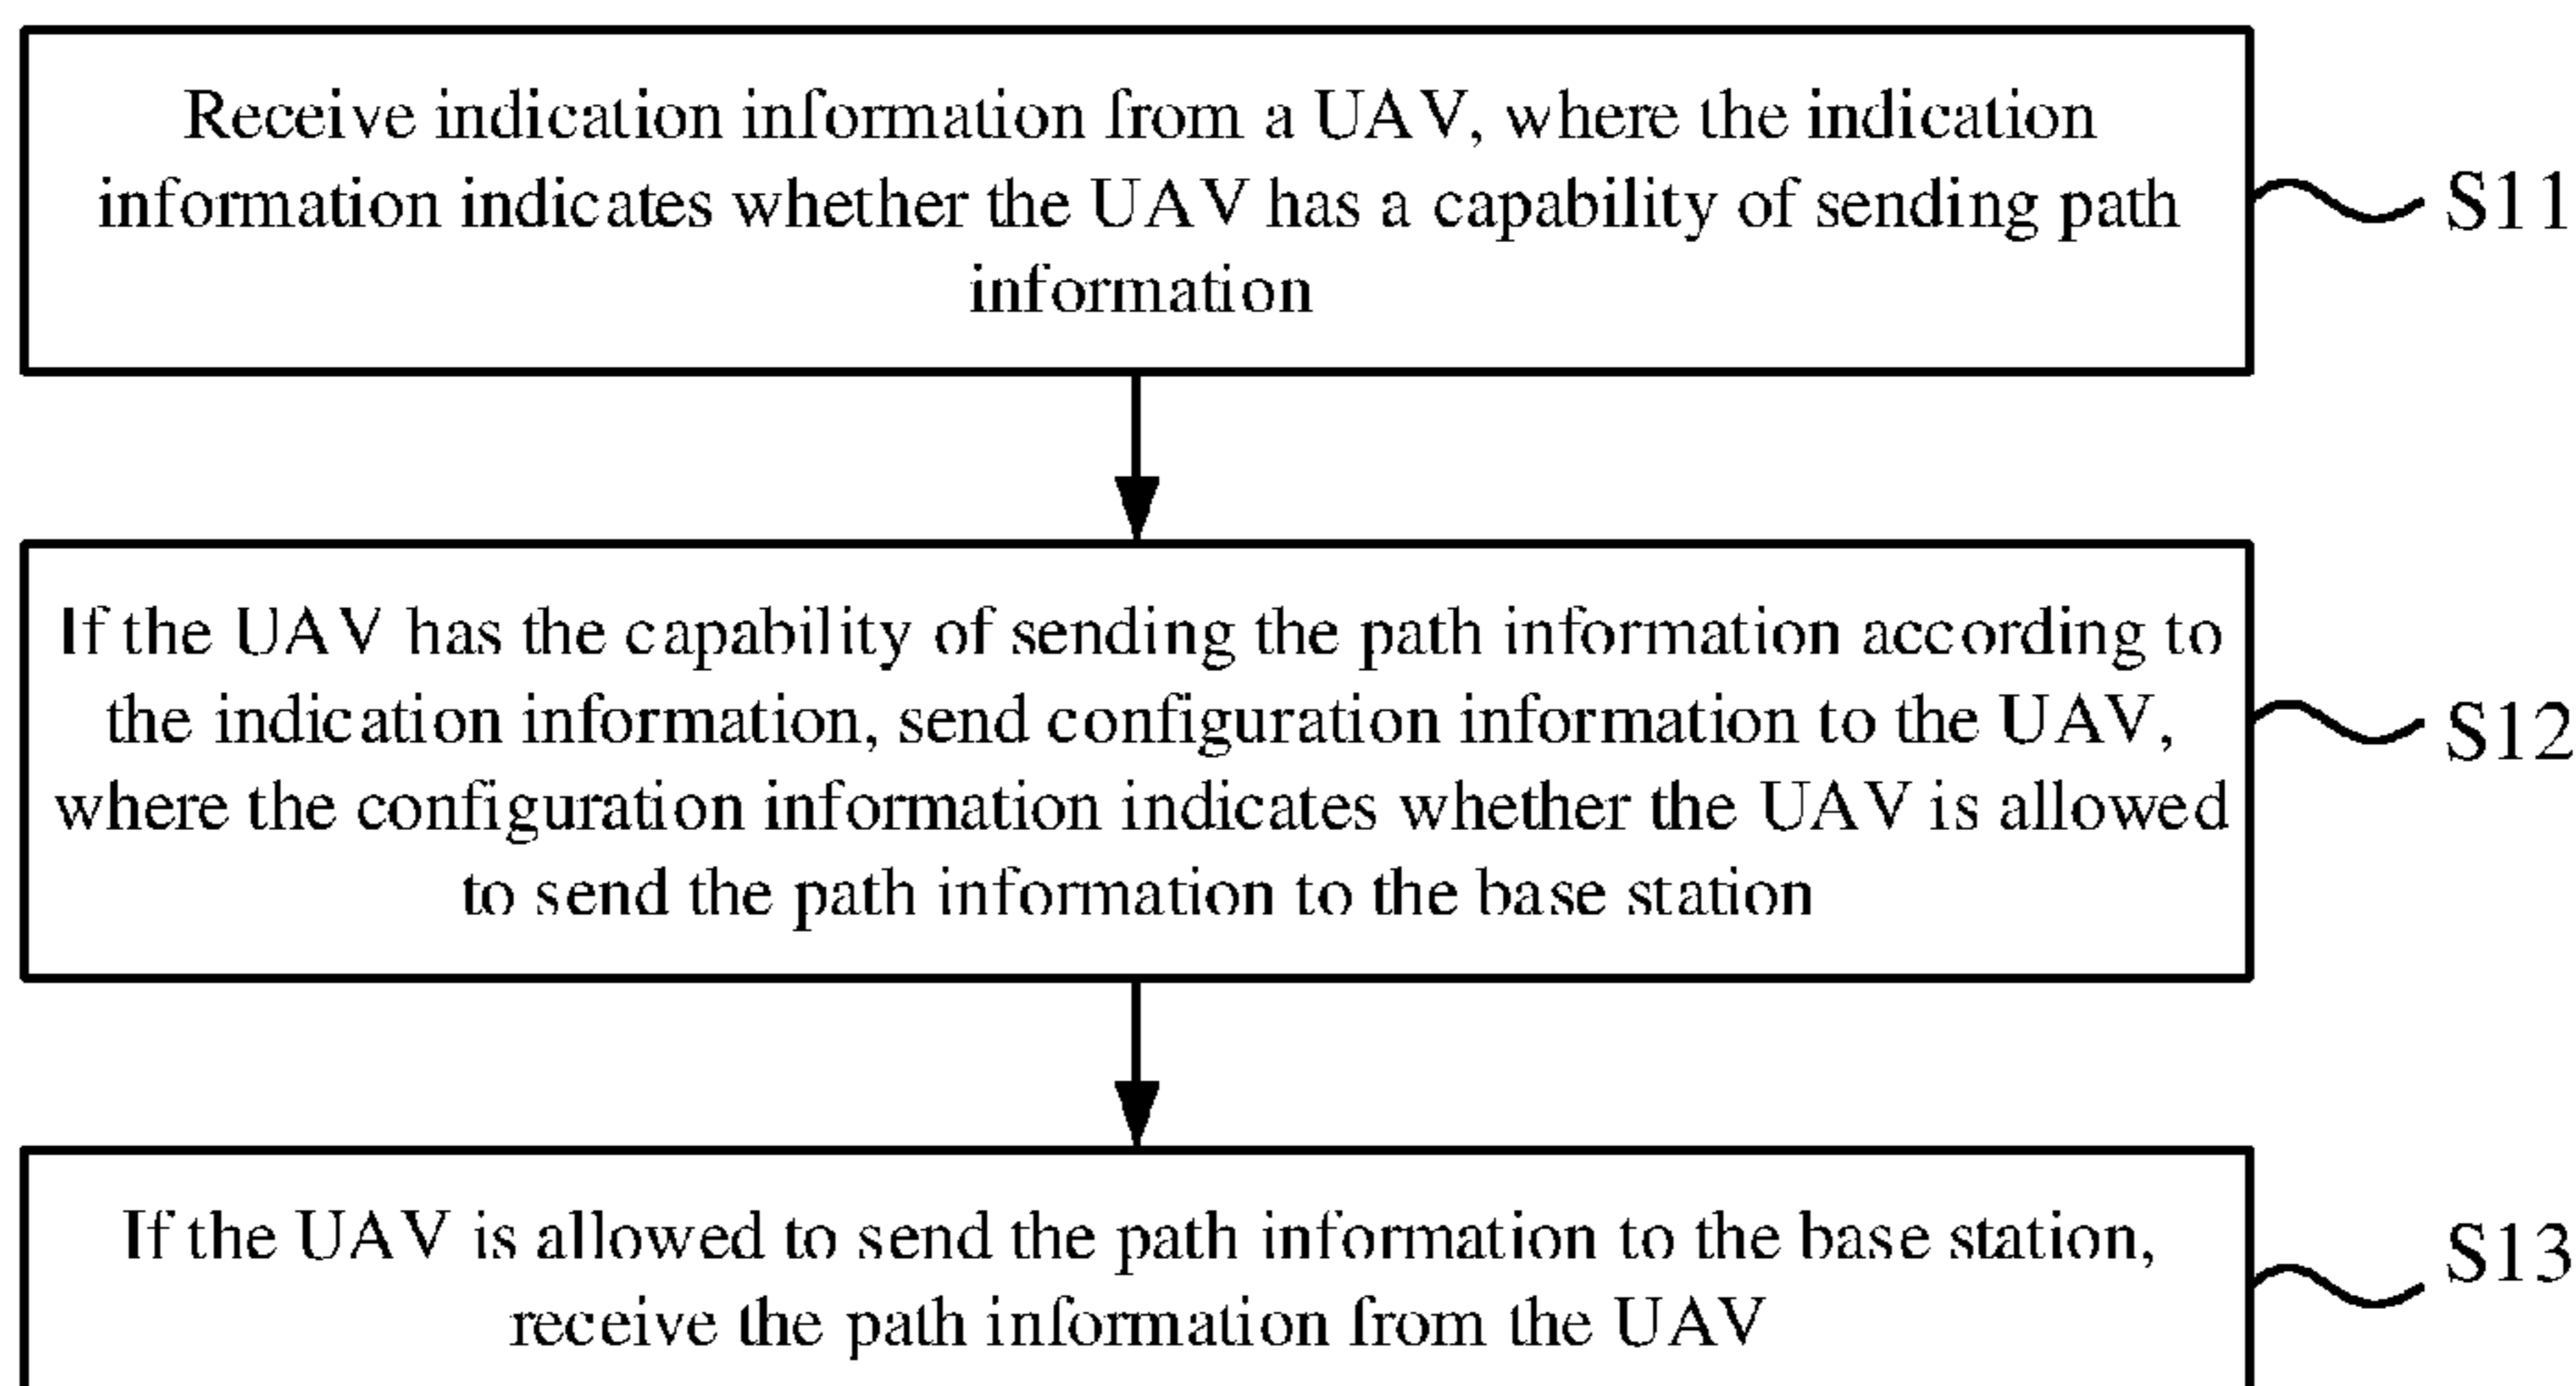 Receive indication information from a UAV, where the indication
information indicates whether the UAV has a capability of sending path
information
S11
If the UAV has the capability of sending the path information according to
the indication information, send configuration information to the UAV,
where the configuration information indicates whether the UAV is allowed
to send the path information to the base station
S12
If the UAV is allowed to send the path information to the base station,
receive the path information from the UAV
S13